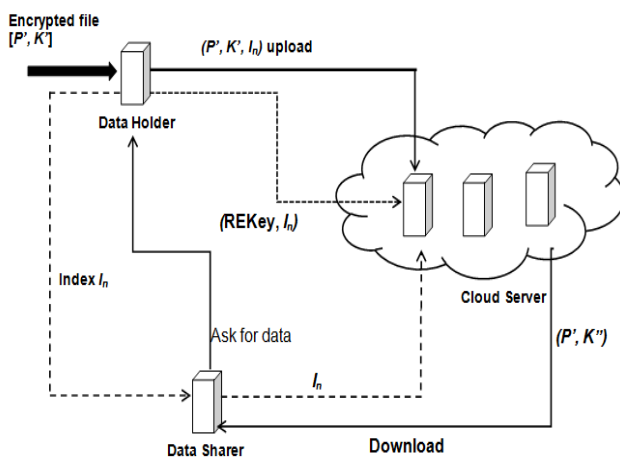 Encrypted file
[P', K']
(P', K', In) upload
Data Holder
(REKey, In)
Cloud Server
Index In
Ask for data
(P', K'')
In
Data Sharer
Download